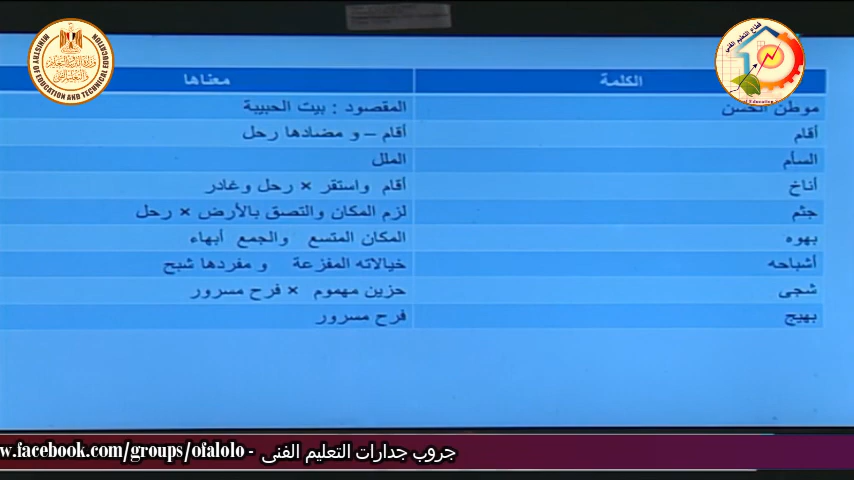 الكلمة معناها
موطن الحسن المقصود : بيت الحبيبة
أقام أقام – و مضادها رحل
السأم الملل
أناخ أقام واستقر × رحل وغادر
جثم لزم المكان والتصق بالأرض × رحل
بهوه المكان المتسع والجمع أبهاء
أشباحه خيالاته المفزعة و مفردها شبح
شجى حزين مهموم × فرح مسرور
بهيج فرح مسرور
جروب جدارات التعليم الفنى - w.facebook.com/groups/ofalolo